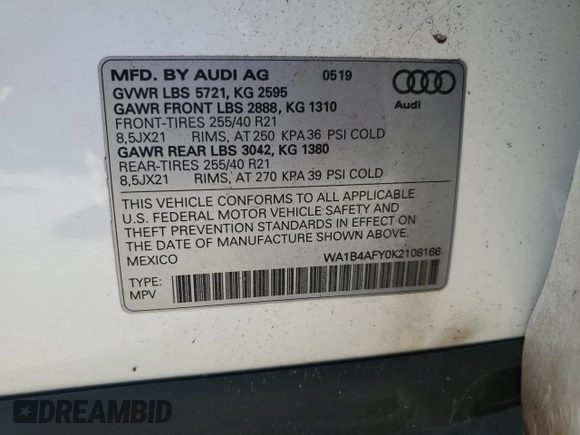 MFD. BY AUDI AG 0519
GVWR LBS 5721, KG 2595
GAWR FRONT LBS 2888, KG 1310
FRONT-TIRES 255/40 R21
8,5JX21 RIMS, AT 250 KPA 36 PSI COLD
GAWR REAR LBS 3042, KG 1380
REAR-TIRES 255/40 R21
8,5JX21 RIMS, AT 270 KPA 39 PSI COLD
Audi
THIS VEHICLE CONFORMS TO ALL APPLICABLE
U.S. FEDERAL MOTOR VEHICLE SAFETY AND
THEFT PREVENTION STANDARDS IN EFFECT ON
THE DATE OF MANUFACTURE SHOWN ABOVE.
MEXICO WA1B4AFY0K2108166
TYPE:
MPV
DREAMBID